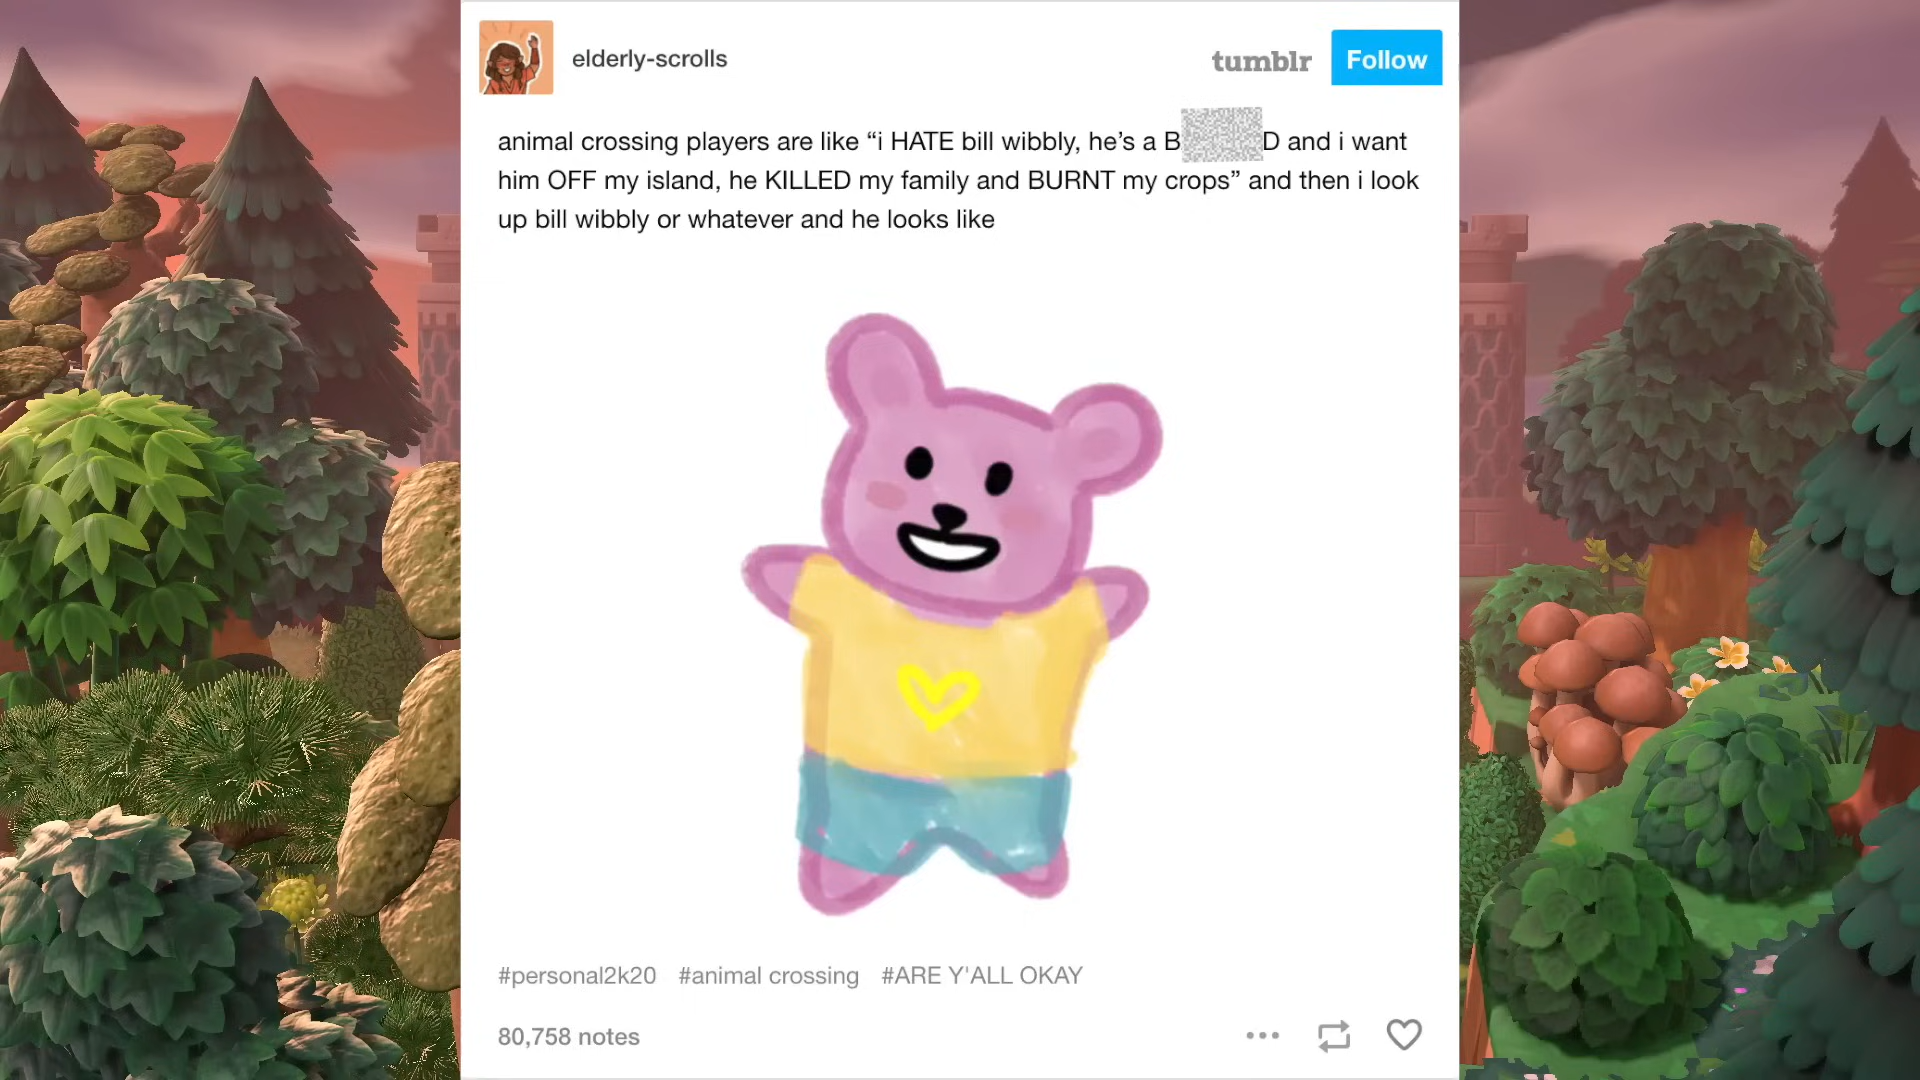 elderly-scrolls
tumblr
Follow
animal crossing players are like “i HATE bill wibbly, he’s a B D and i want
him OFF my island, he KILLED my family and BURNT my crops” and then i look
up bill wibbly or whatever and he looks like
#personal2k20 #animal crossing #ARE Y'ALL OKAY
80,758 notes